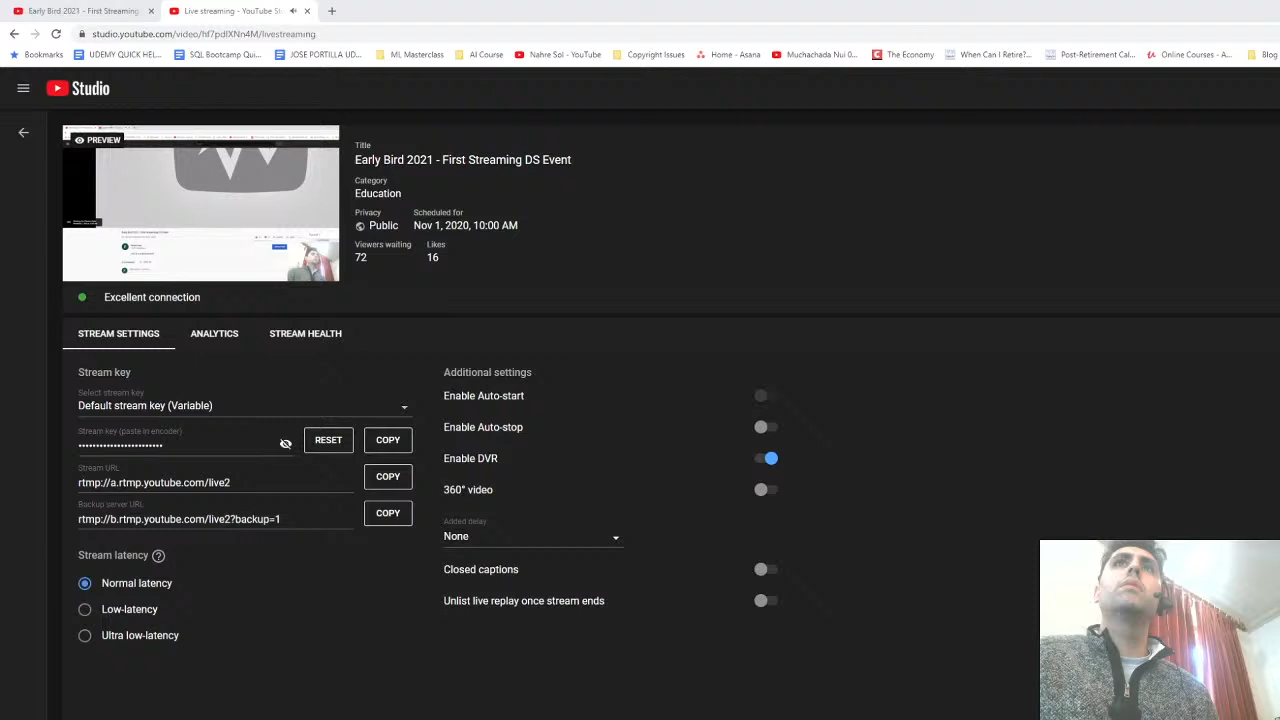 Early Bird 2021 - First Streaming
Live streaming - YouTube St
studio.youtube.com/video/hf7pdlXNn4M/livestreaming
Bookmarks UDEMY QUICK HEL... SQL Bootcamp Qui... JOSE PORTILLA UD... ML Masterclass AI Course Nahre Sol - YouTube Copyright Issues Home - Asana Muchachada Nui 0... The Economy When Can I Retire?... Post-Retirement Cal... Online Courses - A... Blog
Studio
PREVIEW
Title
Early Bird 2021 - First Streaming DS Event
Category
Education
Privacy Scheduled for
Public Nov 1, 2020, 10:00 AM
Viewers waiting Likes
72 16
Excellent connection
STREAM SETTINGS ANALYTICS STREAM HEALTH
Stream key
Select stream key
Default stream key (Variable)
Stream key (paste in encoder)
RESET COPY
Stream URL
rtmp://a.rtmp.youtube.com/live2
COPY
Backup server URL
rtmp://b.rtmp.youtube.com/live2?backup=1
COPY
Stream latency
Normal latency
Low-latency
Ultra low-latency
Additional settings
Enable Auto-start
Enable Auto-stop
Enable DVR
360° video
Added delay
None
Closed captions
Unlist live replay once stream ends